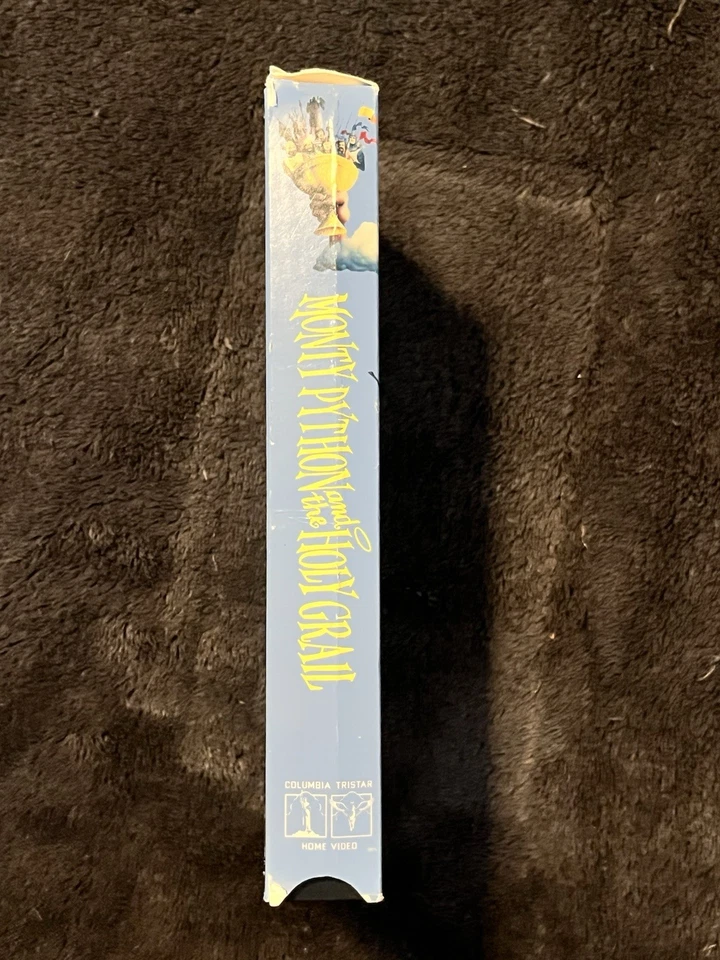 MONTY PYTHON and the HOLY GRAIL
COLUMBIA TRISTAR
HOME VIDEO